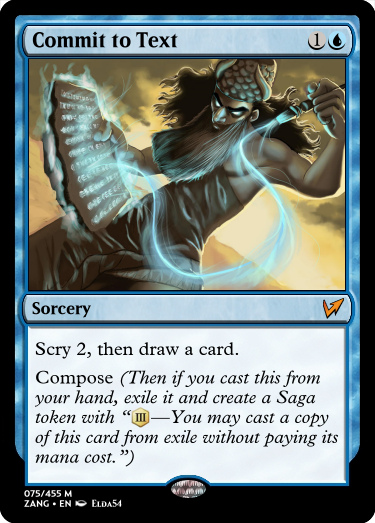 Commit to Text 1
Sorcery
Scry 2, then draw a card.
Compose (Then if you cast this from
your hand, exile it and create a Saga
token with “III—You may cast a copy
of this card from exile without paying its
mana cost.”)
075/455 M
ZANG • EN Elda54